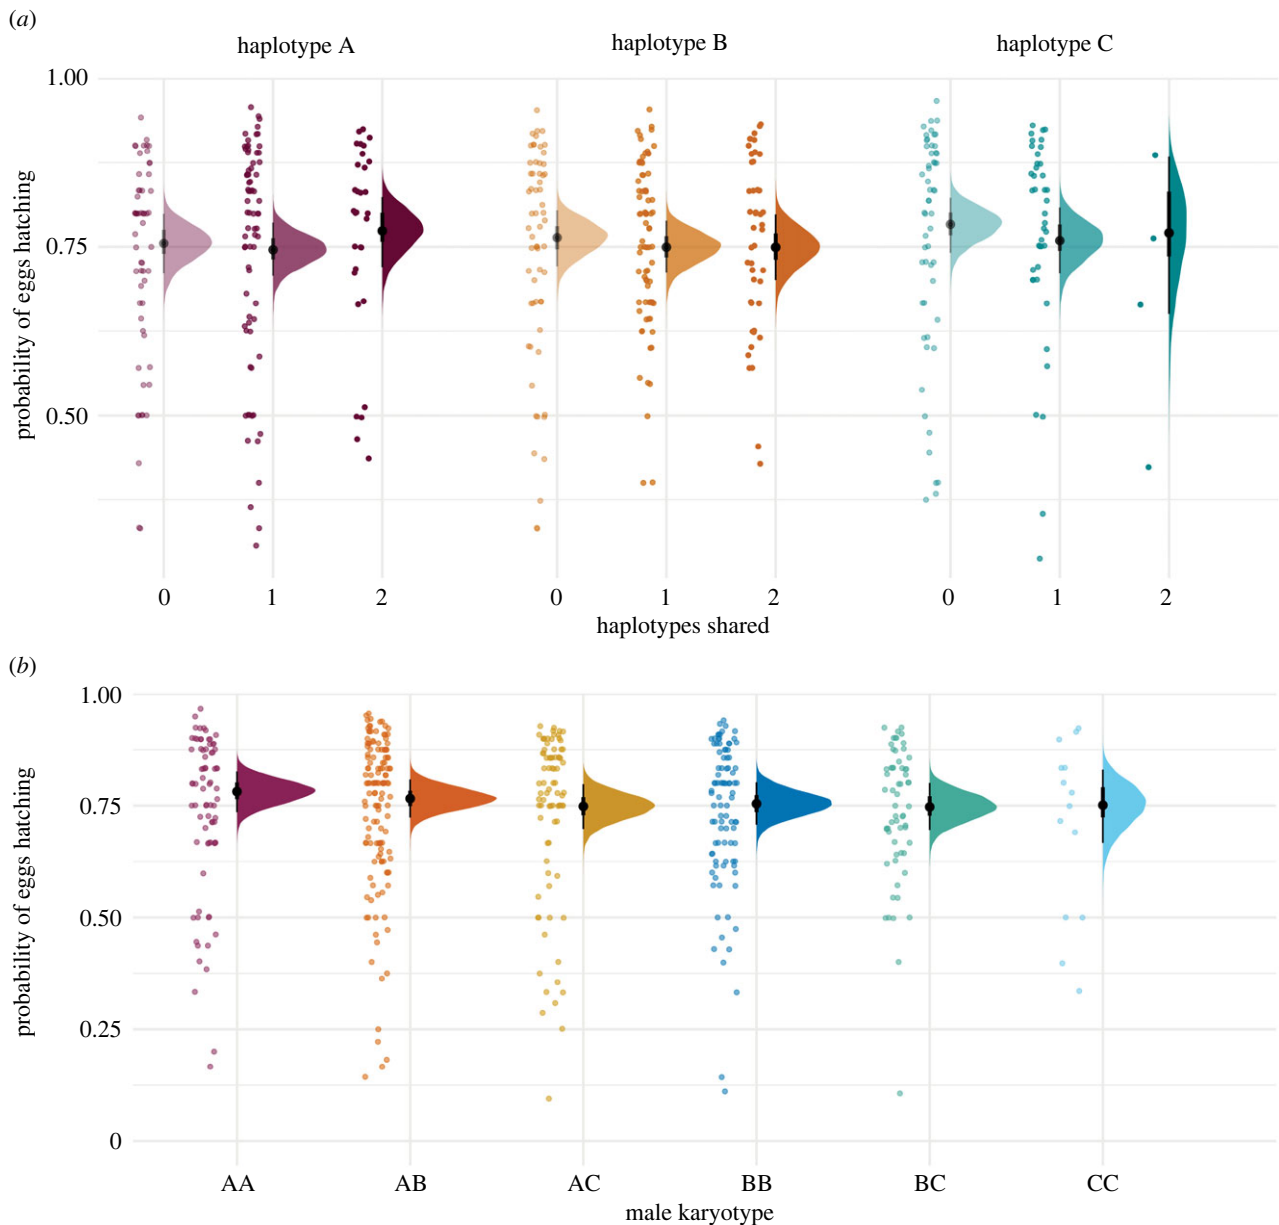 (a)
haplotype A haplotype B haplotype C
probability of eggs hatching
1.00
0.75
0.50
0 1 2 0 1 2 0 1 2
haplotypes shared
(b)
probability of eggs hatching
1.00
0.75
0.50
0.25
0
AA AB AC BB BC CC
male karyotype